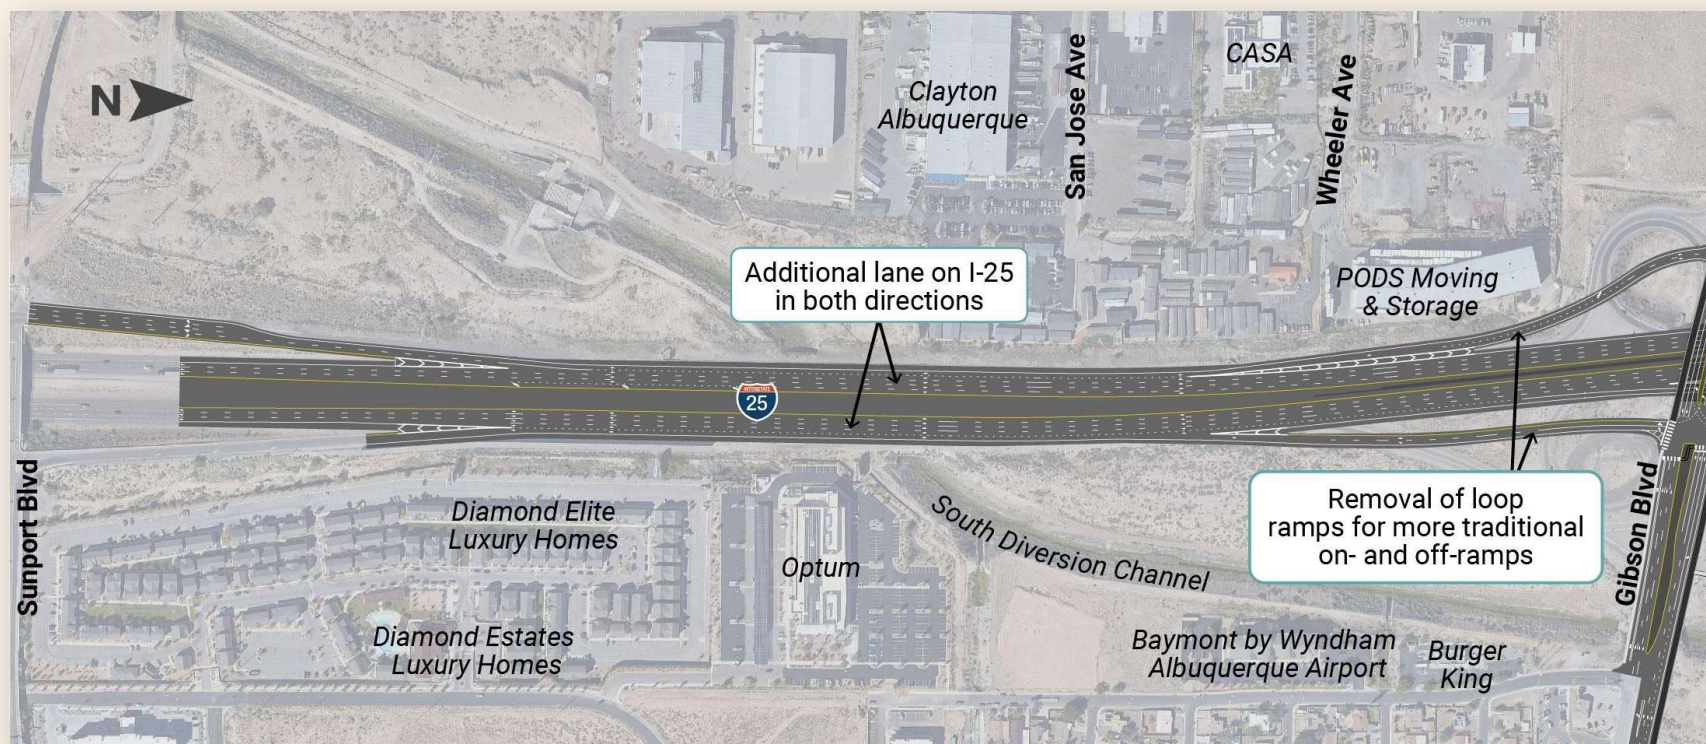 N
Clayton
Albuquerque
San Jose Ave
CASA
Wheeler Ave
Additional lane on I-25
in both directions
PODS Moving
& Storage
INTERSTATE
25
Sunport Blvd
Diamond Elite
Luxury Homes
Optum
South Diversion Channel
Removal of loop
ramps for more traditional
on- and off-ramps
Gibson Blvd
Diamond Estates
Luxury Homes
Baymont by Wyndham
Albuquerque Airport
Burger
King